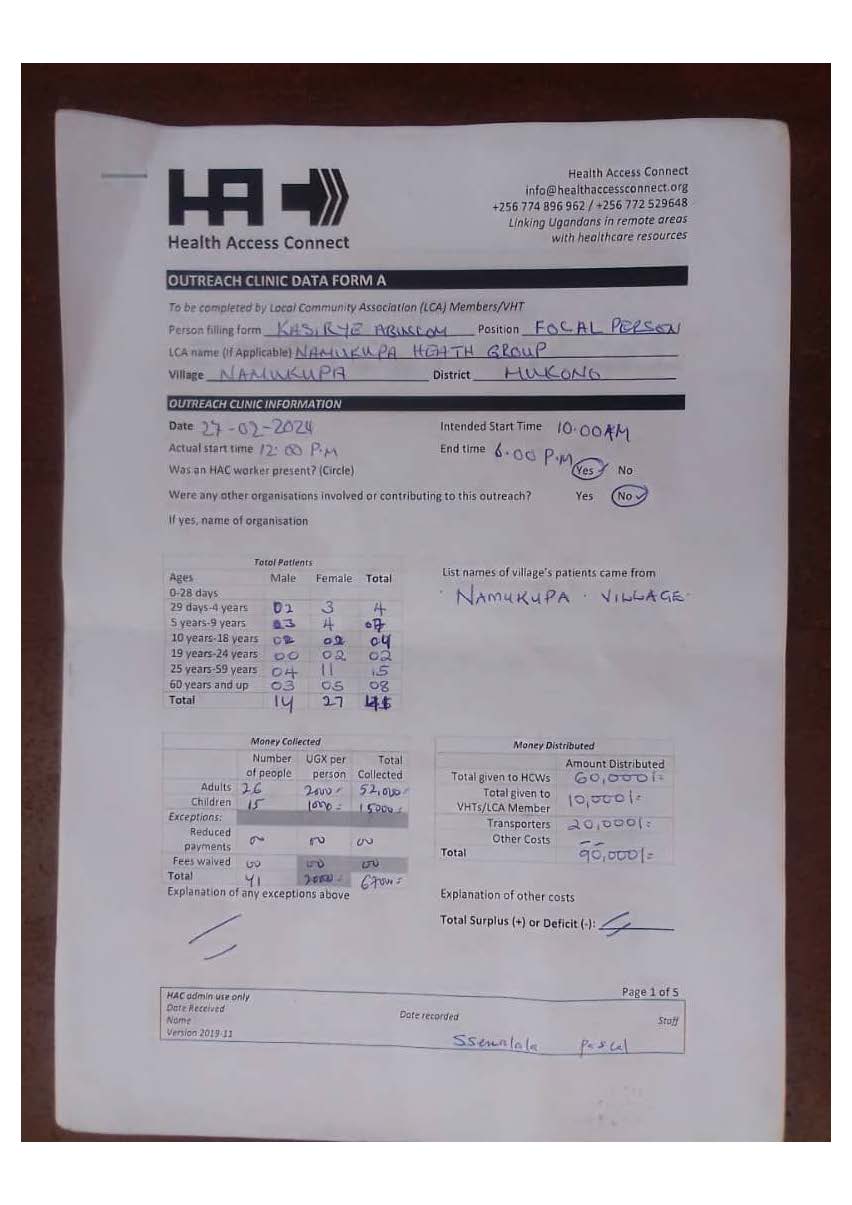 HA
Health Access Connect
Health Access Connect
info@healthaccessconnect.org
+256 774 896 962 / +256 772 529648
Linking Ugandans in remote areas
with healthcare resources
OUTREACH CLINIC DATA FORM A
To be completed by Local Community Association (LCA) Members/VHT
Person filling form KASIRYE Position FOCAL PERSON
LCA name (If Applicable) NAMUKUPA HEATH GROUP
Village NAMUKUPA District MUKONO
OUTREACH CLINIC INFORMATION
Date 27-02-2024 Intended Start Time 10.00AM
Actual start time 12:00 P.M End time 6.00 P.M
Was an HAC worker present? (Circle) Yes No
Were any other organisations involved or contributing to this outreach? Yes No
If yes, name of organisation
Total Patients
Ages Male Female Total
0-28 days
29 days-4 years 02 3 4
5 years-9 years 03 4 07
10 years-18 years 02 02 04
19 years-24 years 00 02 02
25 years-59 years 04 11 15
60 years and up 03 05 08
Total 14 27
List names of village's patients came from
NAMUKUPA VILLAGE
Money Collected
Number of people UGX per person Total Collected
Adults 26 2000= 52,000=
Children 15 1000= 15000=
Exceptions:
Reduced payments 00 00 00
Fees waived 00 00 00
Total 41 67000=
Explanation of any exceptions above
Money Distributed
Amount Distributed
Total given to HCWs 60,000/=
Total given to VHTs/LCA Member 10,000/=
Transporters 20,000/=
Other Costs --
Total 90,000/=
Explanation of other costs
Total Surplus (+) or Deficit (-):
Page 1 of 5
HAC admin use only
Date Received Date recorded Staff
Name
Version 2019-11
Pascal